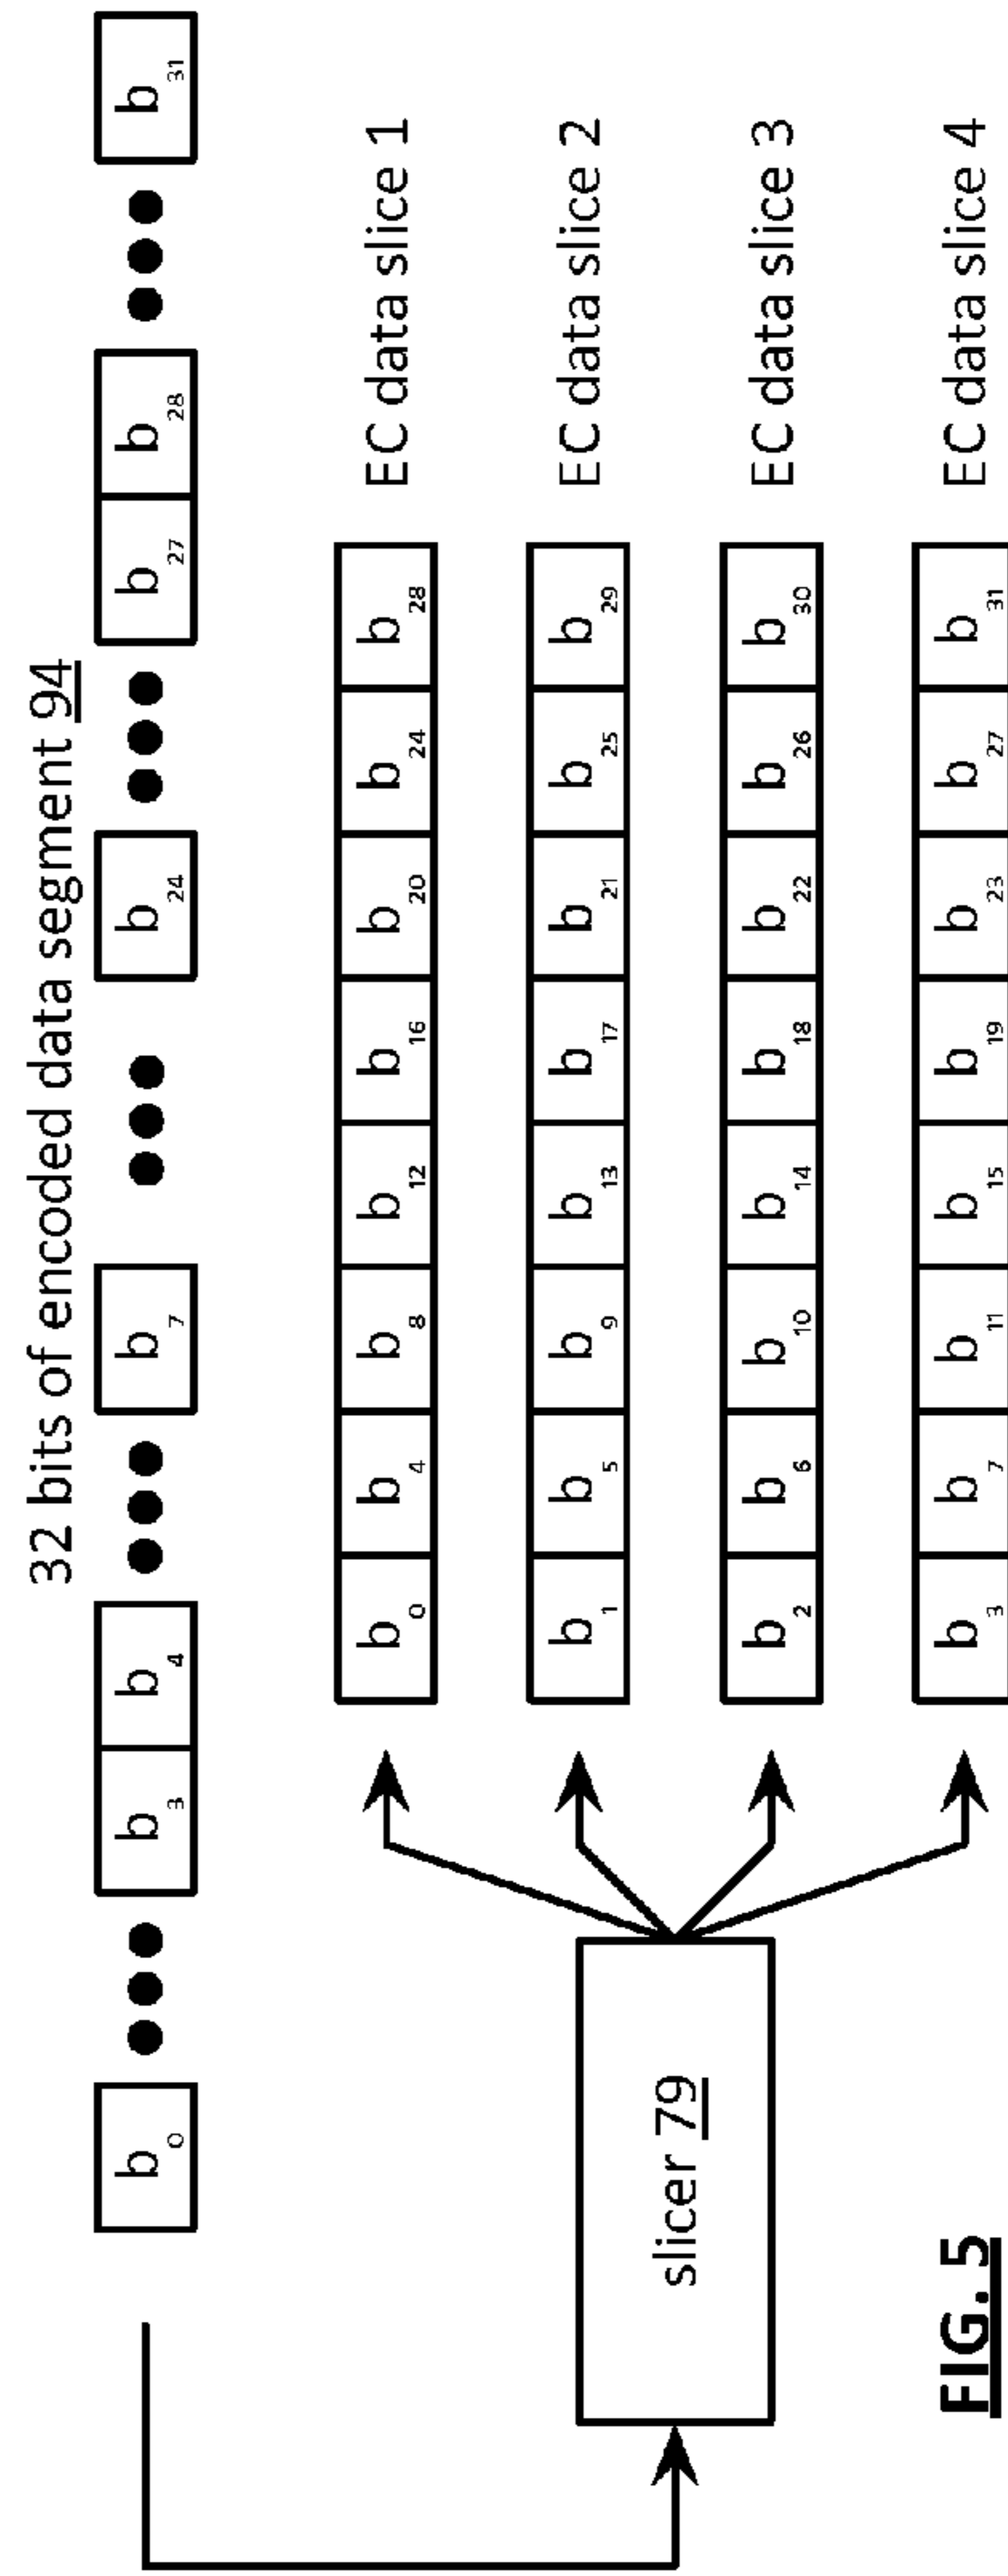 32 bits of encoded data segment 94
b0 ●●● b3 b4 ●●● b7 ●●● b24 ●●● b27 b28 ●●● b31
b0 b4 b8 b12 b16 b20 b24 b28 EC data slice 1
b1 b5 b9 b13 b17 b21 b25 b29 EC data slice 2
slicer 79
b2 b6 b10 b14 b18 b22 b26 b30 EC data slice 3
b3 b7 b11 b15 b19 b23 b27 b31 EC data slice 4
FIG. 5